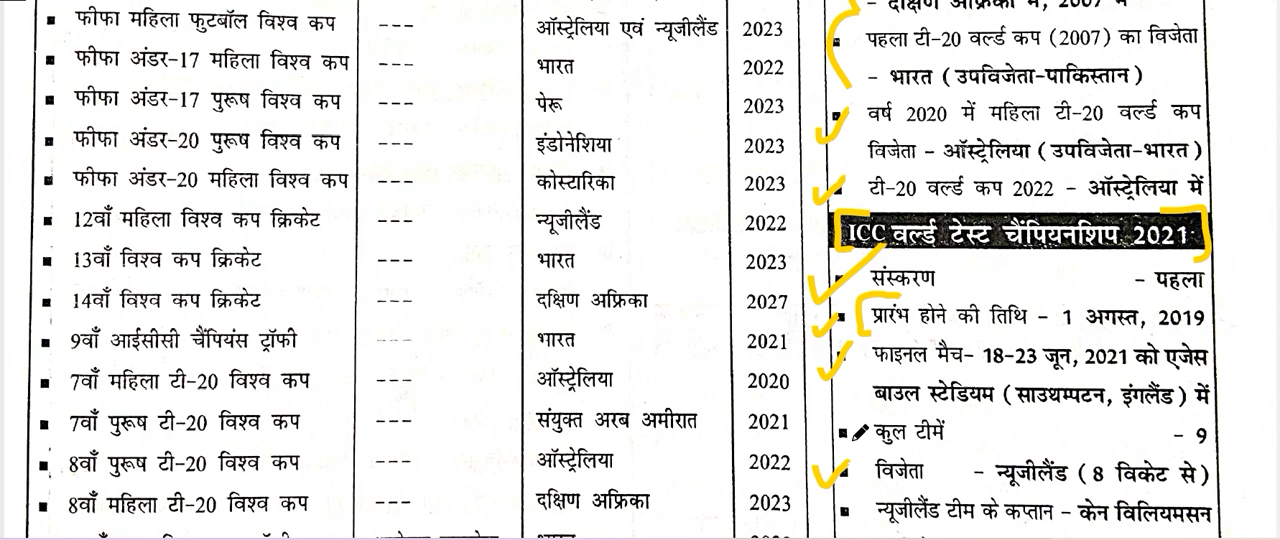 फीफा महिला फुटबॉल विश्व कप --- ऑस्ट्रेलिया एवं न्यूजीलैंड 2023
फीफा अंडर-17 महिला विश्व कप --- भारत 2022
फीफा अंडर-17 पुरूष विश्व कप --- पेरू 2023
फीफा अंडर-20 पुरूष विश्व कप --- इंडोनेशिया 2023
फीफा अंडर-20 महिला विश्व कप --- कोस्टारिका 2023
12वाँ महिला विश्व कप क्रिकेट --- न्यूजीलैंड 2022
13वाँ विश्व कप क्रिकेट --- भारत 2023
14वाँ विश्व कप क्रिकेट --- दक्षिण अफ्रिका 2027
9वाँ आईसीसी चैंपियंस ट्रॉफी --- भारत 2021
7वाँ महिला टी-20 विश्व कप --- ऑस्ट्रेलिया 2020
7वाँ पुरूष टी-20 विश्व कप --- संयुक्त अरब अमीरात 2021
8वाँ पुरूष टी-20 विश्व कप --- ऑस्ट्रेलिया 2022
8वाँ महिला टी-20 विश्व कप --- दक्षिण अफ्रिका 2023
- दक्षिण अफ्रिका में, 2007 में
पहला टी-20 वर्ल्ड कप (2007) का विजेता
- भारत (उपविजेता-पाकिस्तान)
वर्ष 2020 में महिला टी-20 वर्ल्ड कप
विजेता - ऑस्ट्रेलिया (उपविजेता-भारत)
टी-20 वर्ल्ड कप 2022 - ऑस्ट्रेलिया में
ICC वर्ल्ड टेस्ट चैंपियनशिप 2021
संस्करण - पहला
प्रारंभ होने की तिथि - 1 अगस्त, 2019
फाइनल मैच- 18-23 जून, 2021 को एजेस
बाउल स्टेडियम (साउथम्पटन, इंगलैंड) में
कुल टीमें - 9
विजेता - न्यूजीलैंड (8 विकेट से)
न्यूजीलैंड टीम के कप्तान - केन विलियमसन